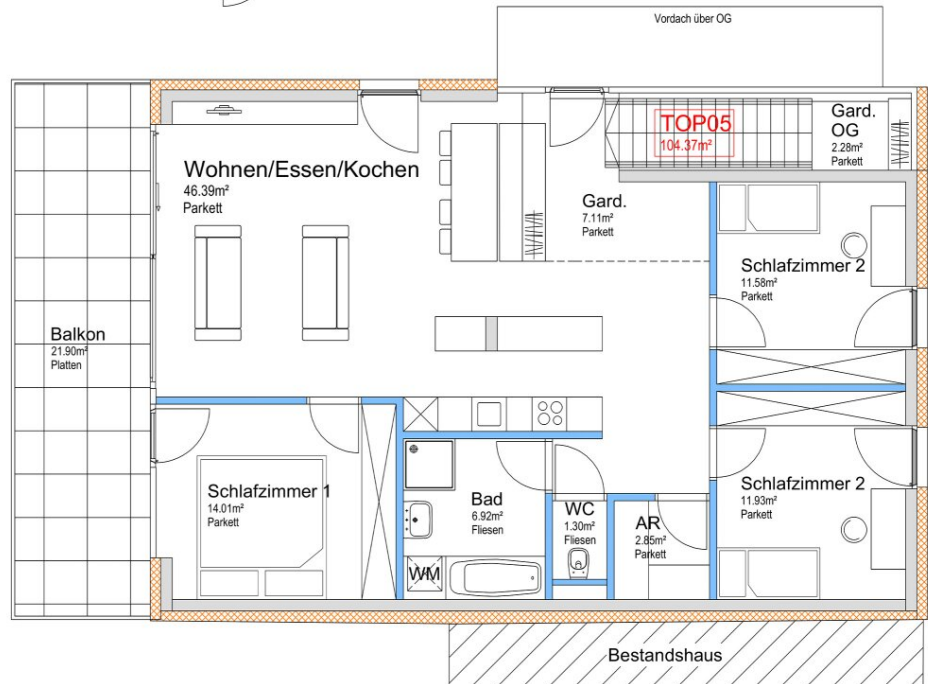 Vordach über OG
TOP05
104.37m²
Gard.
OG
2.28m²
Parkett
Wohnen/Essen/Kochen
46.39m²
Parkett
Gard.
7.11m²
Parkett
Schlafzimmer 2
11.58m²
Parkett
Balkon
21.90m²
Platten
Schlafzimmer 1
14.01m²
Parkett
Bad
6.92m²
Fliesen
WM
WC
1.30m²
Fliesen
AR
2.85m²
Parkett
Schlafzimmer 2
11.93m²
Parkett
Bestandshaus